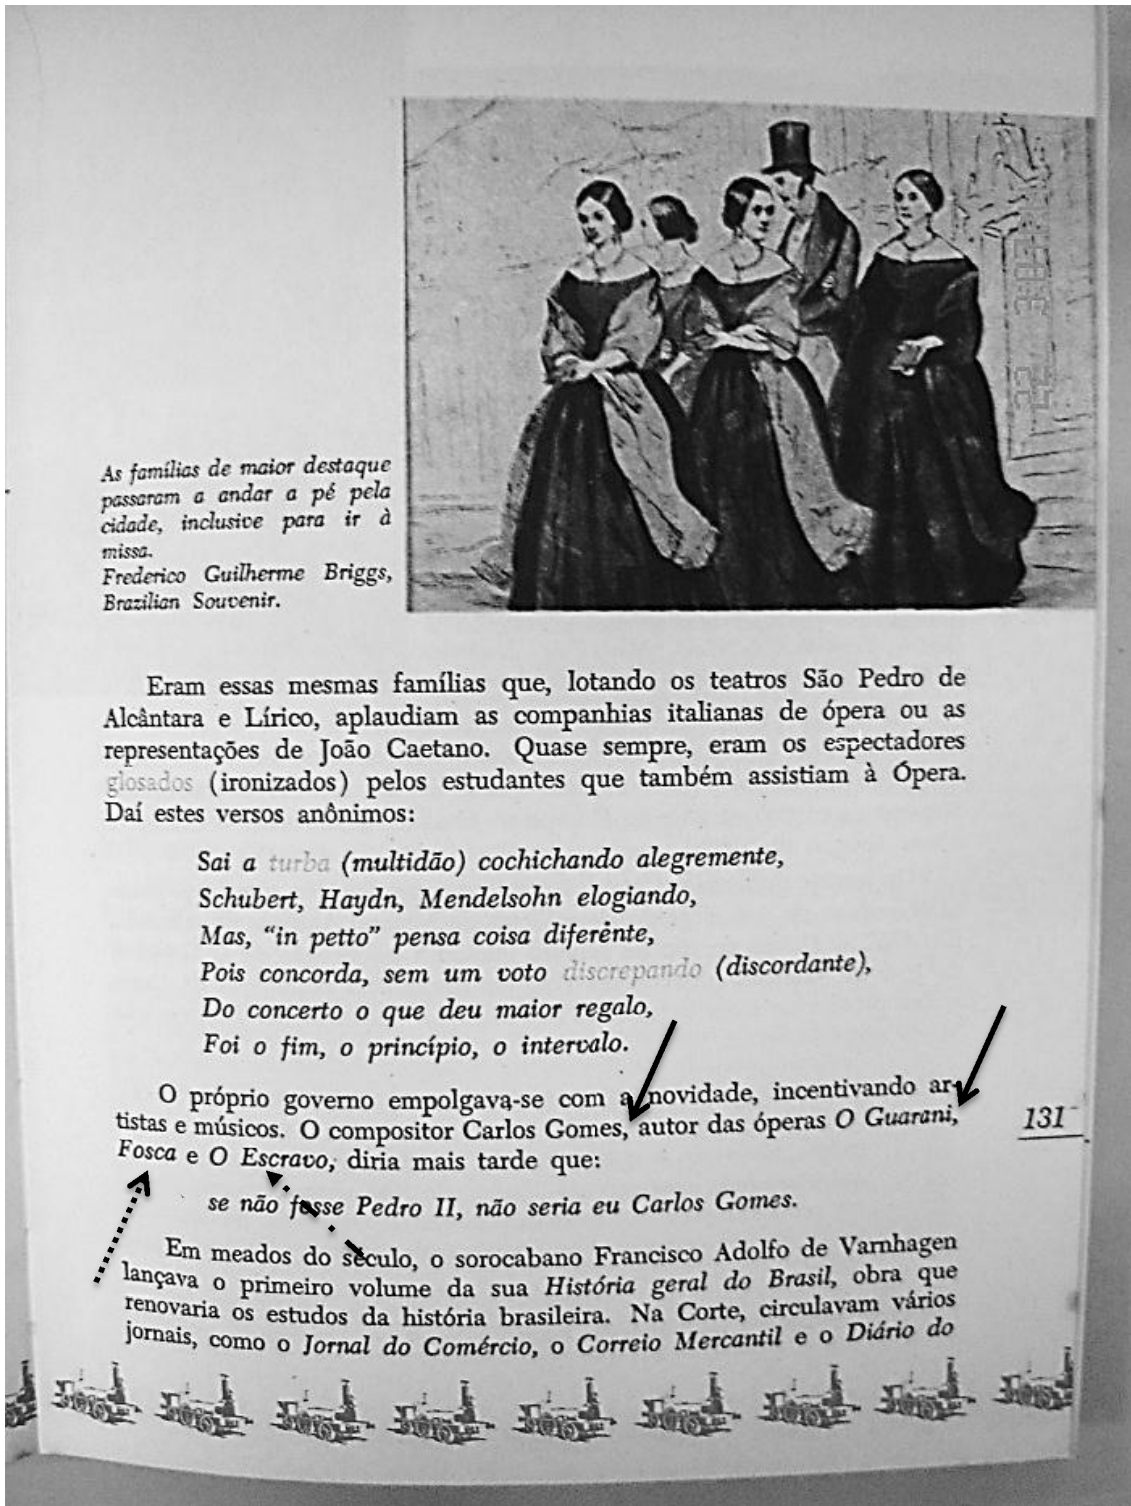 As famílias de maior destaque
passaram a andar a pé pela
cidade, inclusive para ir à
missa.
Frederico Guilherme Briggs,
Brazilian Souvenir.
Eram essas mesmas famílias que, lotando os teatros São Pedro de
Alcântara e Lírico, aplaudiam as companhias italianas de ópera ou as
representações de João Caetano. Quase sempre, eram os espectadores
glosados (ironizados) pelos estudantes que também assistiam à Ópera.
Daí estes versos anônimos:
Sai a turba (multidão) cochichando alegremente,
Schubert, Haydn, Mendelsohn elogiando,
Mas, “in petto” pensa coisa diferente,
Pois concorda, sem um voto discrepando (discordante),
Do concerto o que deu maior regalo,
Foi o fim, o princípio, o intervalo.
O próprio governo empolgava-se com a novidade, incentivando ar-
tistas e músicos. O compositor Carlos Gomes, autor das óperas O Guarani,
Fosca e O Escravo, diria mais tarde que:
131
se não fosse Pedro II, não seria eu Carlos Gomes.
Em meados do século, o sorocabano Francisco Adolfo de Varnhagen
lançava o primeiro volume da sua História geral do Brasil, obra que
renovaria os estudos da história brasileira. Na Corte, circulavam vários
jornais, como o Jornal do Comércio, o Correio Mercantil e o Diário do